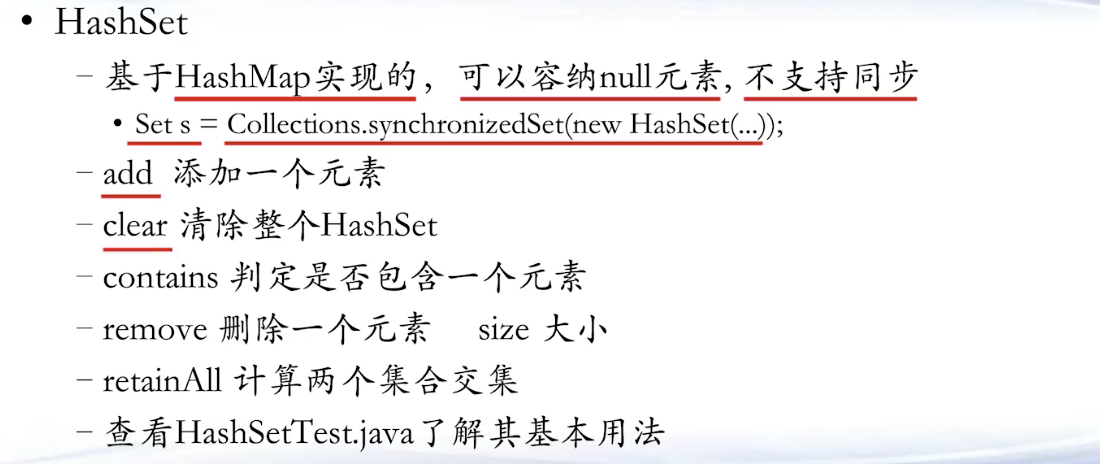 • HashSet
– 基于HashMap实现的，可以容纳null元素, 不支持同步
• Set s = Collections.synchronizedSet(new HashSet(...));
– add 添加一个元素
– clear 清除整个HashSet
– contains 判定是否包含一个元素
– remove 删除一个元素 size 大小
– retainAll 计算两个集合交集
– 查看HashSetTest.java了解其基本用法